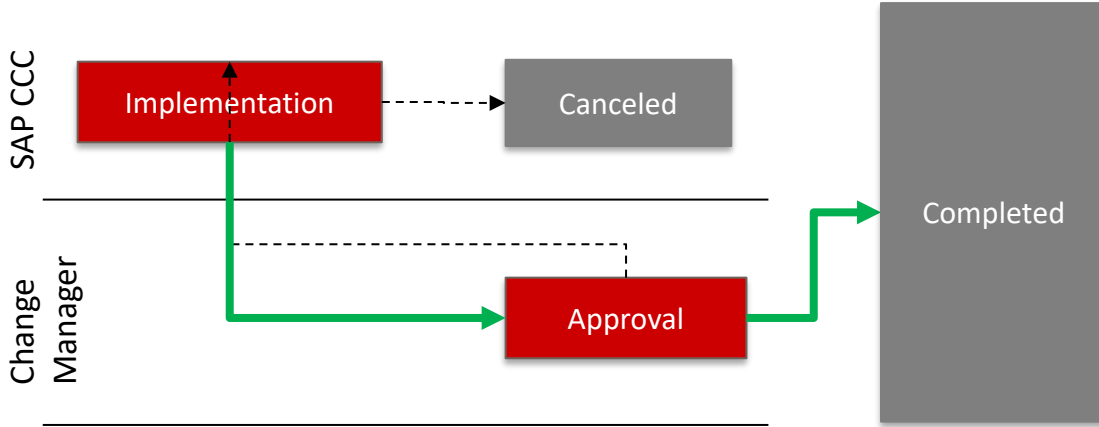 SAP CCC
Implementation
Canceled
Completed
Change
Manager
Approval